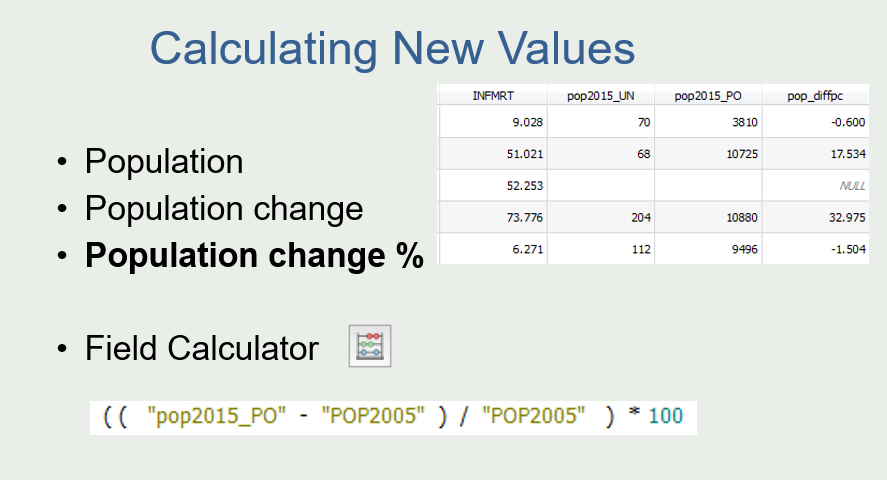 Calculating New Values
INFMRT pop2015_UN pop2015_PO pop_diffpc
9.028 70 3810 -0.600
51.021 68 10725 17.534
52.253 NULL
73.776 204 10880 32.975
6.271 112 9496 -1.504
• Population
• Population change
• Population change %
• Field Calculator
(( "pop2015_PO" - "POP2005" ) / "POP2005" ) * 100